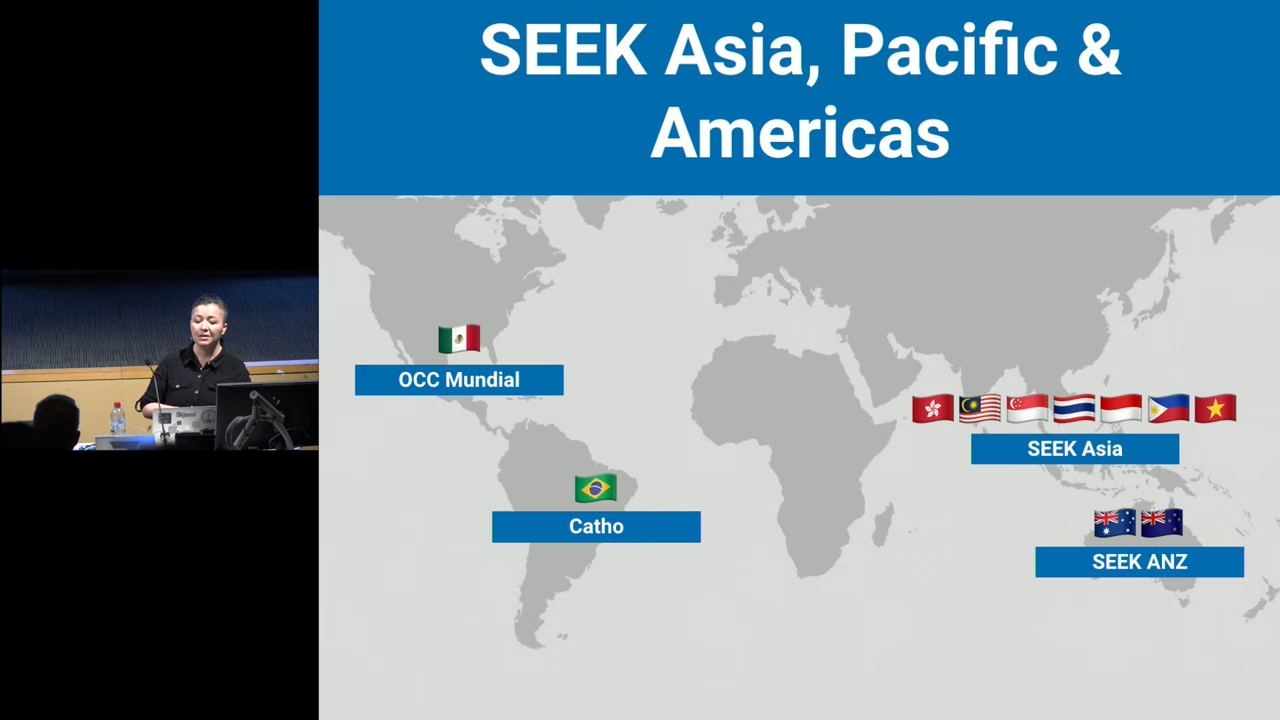 SEEK Asia, Pacific &
Americas
OCC Mundial
SEEK Asia
Catho
SEEK ANZ